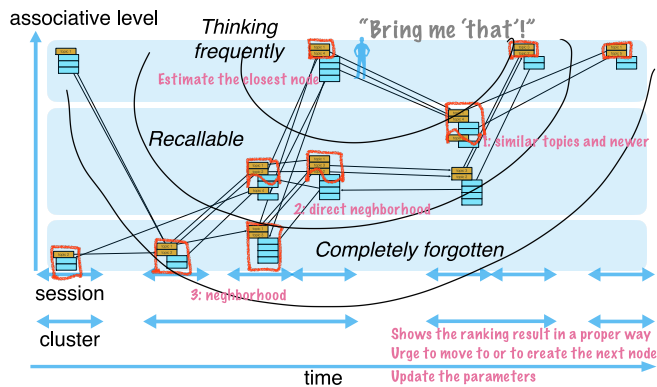 associative level
Thinking
frequently
"Bring me 'that'!"
Estimate the closest node
Recallable
1: similar topics and newer
2: direct neghborhood
Completely forgotten
3: neghborhood
session
cluster
Shows the ranking result in a proper way
Urge to move to or to create the next node
Update the parameters
time